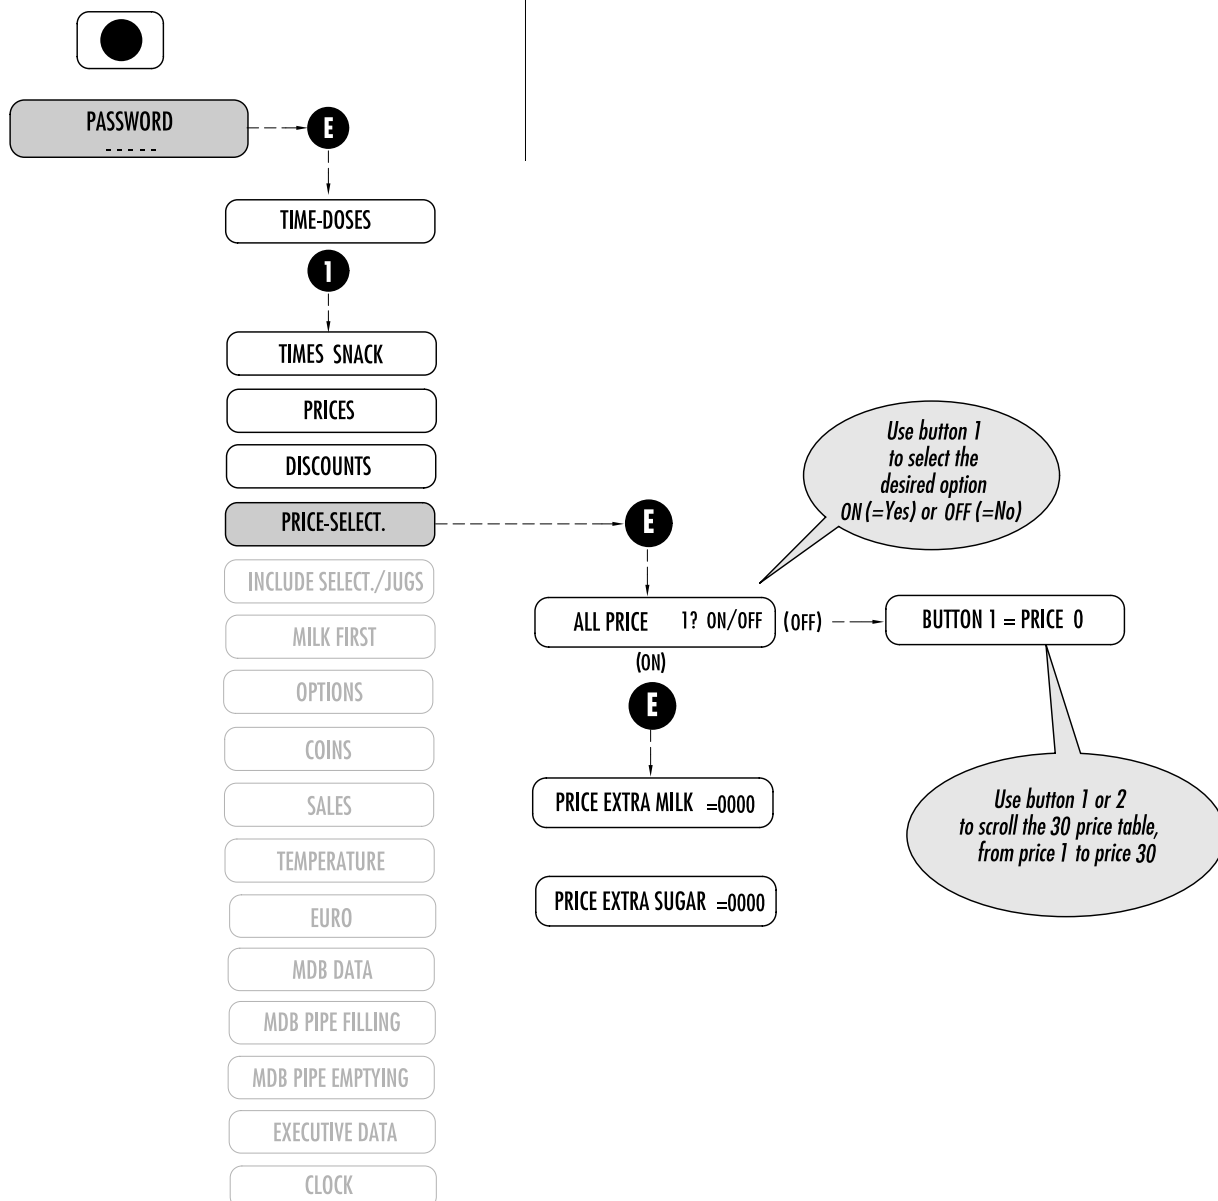 PASSWORD
- - - - -
E
TIME-DOSES
1
TIMES SNACK
PRICES
DISCOUNTS
PRICE-SELECT.
E
Use button 1
to select the
desired option
ON (=Yes) or OFF (=No)
INCLUDE SELECT./JUGS
MILK FIRST
OPTIONS
COINS
SALES
TEMPERATURE
EURO
MDB DATA
MDB PIPE FILLING
MDB PIPE EMPTYING
EXECUTIVE DATA
CLOCK
ALL PRICE 1? ON/OFF (OFF)
BUTTON 1 = PRICE 0
(ON)
E
PRICE EXTRA MILK =0000
PRICE EXTRA SUGAR =0000
Use button 1 or 2
to scroll the 30 price table,
from price 1 to price 30